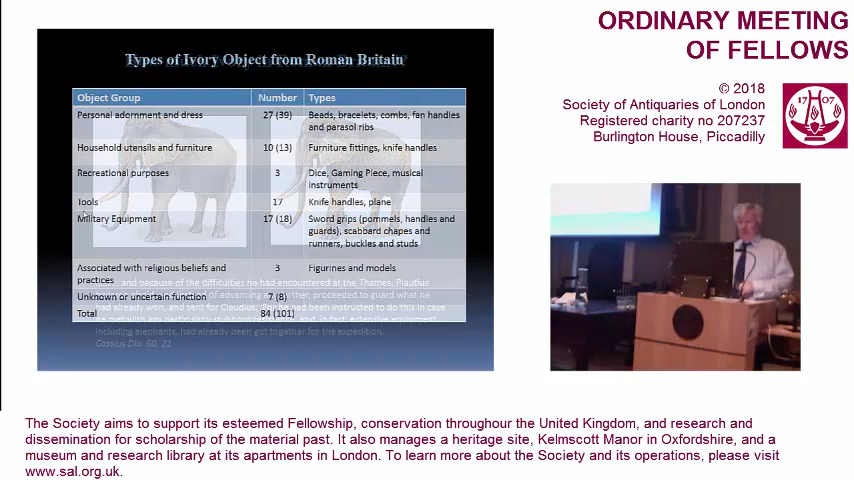 ORDINARY MEETING
OF FELLOWS
© 2018
Society of Antiquaries of London
Registered charity no 207237
Burlington House, Piccadilly
17 07
Types of Ivory Object from Roman Britain
Object Group Number Types
Personal adornment and dress 27 (39) Beads, bracelets, combs, fan handles
and parasol ribs
Household utensils and furniture 10 (13) Furniture fittings, knife handles
Recreational purposes 3 Dice, Gaming Piece, musical
instruments
Tools 17 Knife handles, plane
Military Equipment 17 (18) Sword grips (pommels, handles and
guards), scabbard chapes and
runners, buckles and studs
Associated with religious beliefs and 3 Figurines and models
practices
and because of the difficulties he had encountered at the Thames, Plautius
Unknown or uncertain function 7 (8)
of advancing proceeded to guard what he
had already won, and sent for Claudius had been instructed to do this in case
Total 84 (101)
including elephants, had already been got together for the expedition.
Cassius Dio 60, 21
The Society aims to support its esteemed Fellowship, conservation throughour the United Kingdom, and research and
dissemination for scholarship of the material past. It also manages a heritage site, Kelmscott Manor in Oxfordshire, and a
museum and research library at its apartments in London. To learn more about the Society and its operations, please visit
www.sal.org.uk.